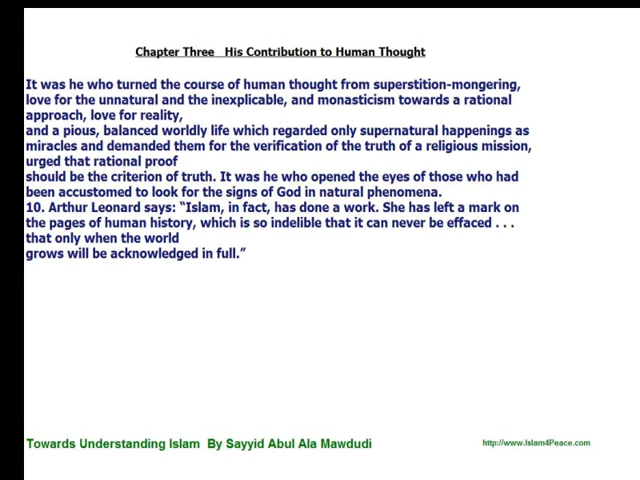 Chapter Three   His Contribution to Human Thought
It was he who turned the course of human thought from superstition-mongering,
love for the unnatural and the inexplicable, and monasticism towards a rational
approach, love for reality,
and a pious, balanced worldly life which regarded only supernatural happenings as
miracles and demanded them for the verification of the truth of a religious mission,
urged that rational proof
should be the criterion of truth. It was he who opened the eyes of those who had
been accustomed to look for the signs of God in natural phenomena.
10. Arthur Leonard says: “Islam, in fact, has done a work. She has left a mark on
the pages of human history, which is so indelible that it can never be effaced . . .
that only when the world
grows will be acknowledged in full.”
Towards Understanding Islam  By Sayyid Abul Ala Mawdudi
http://www.Islam4Peace.com